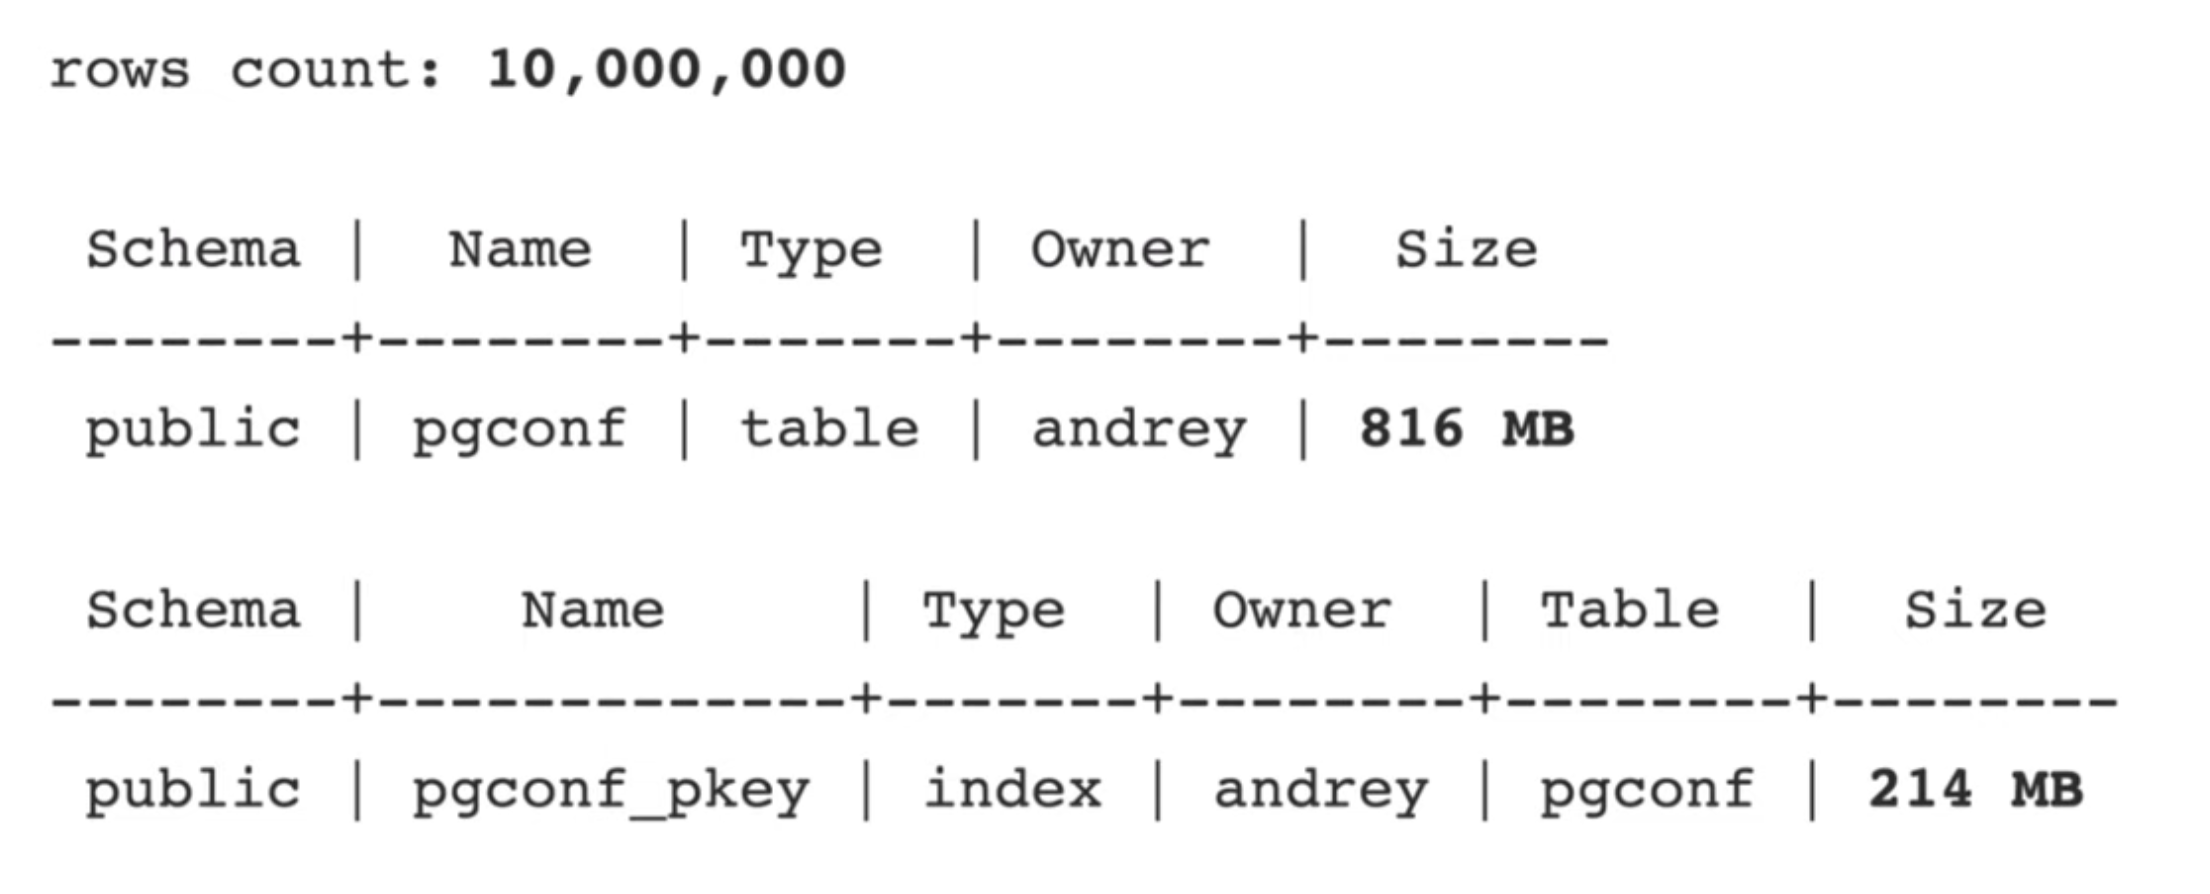 rows count: 10,000,000
Schema | Name | Type | Owner | Size
--------+--------+-------+--------+--------
public | pgconf | table | andrey | 816 MB
Schema | Name | Type | Owner | Table | Size
--------+-------------+-------+--------+--------+--------
public | pgconf_pkey | index | andrey | pgconf | 214 MB